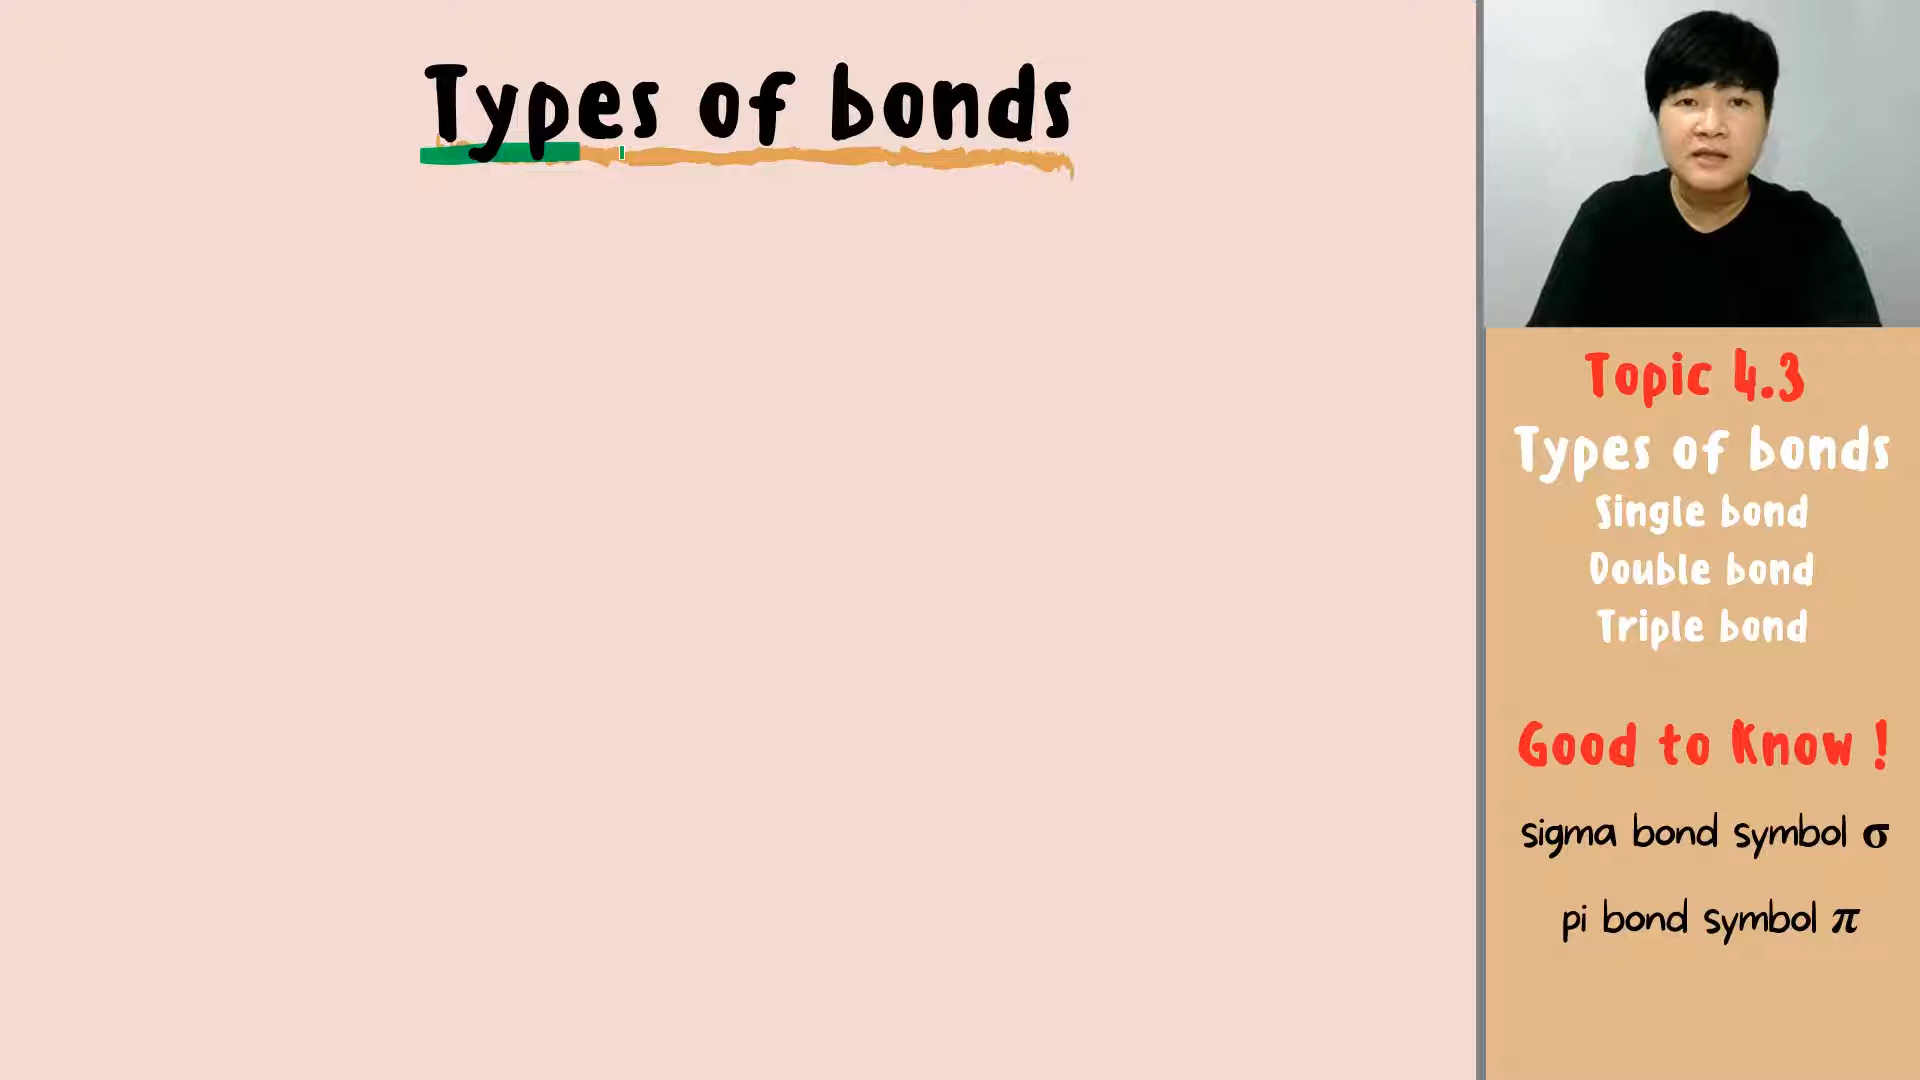 Types of bonds
Topic 4.3
Types of bonds
Single bond
Double bond
Triple bond
Good to Know !
sigma bond symbol σ
pi bond symbol π